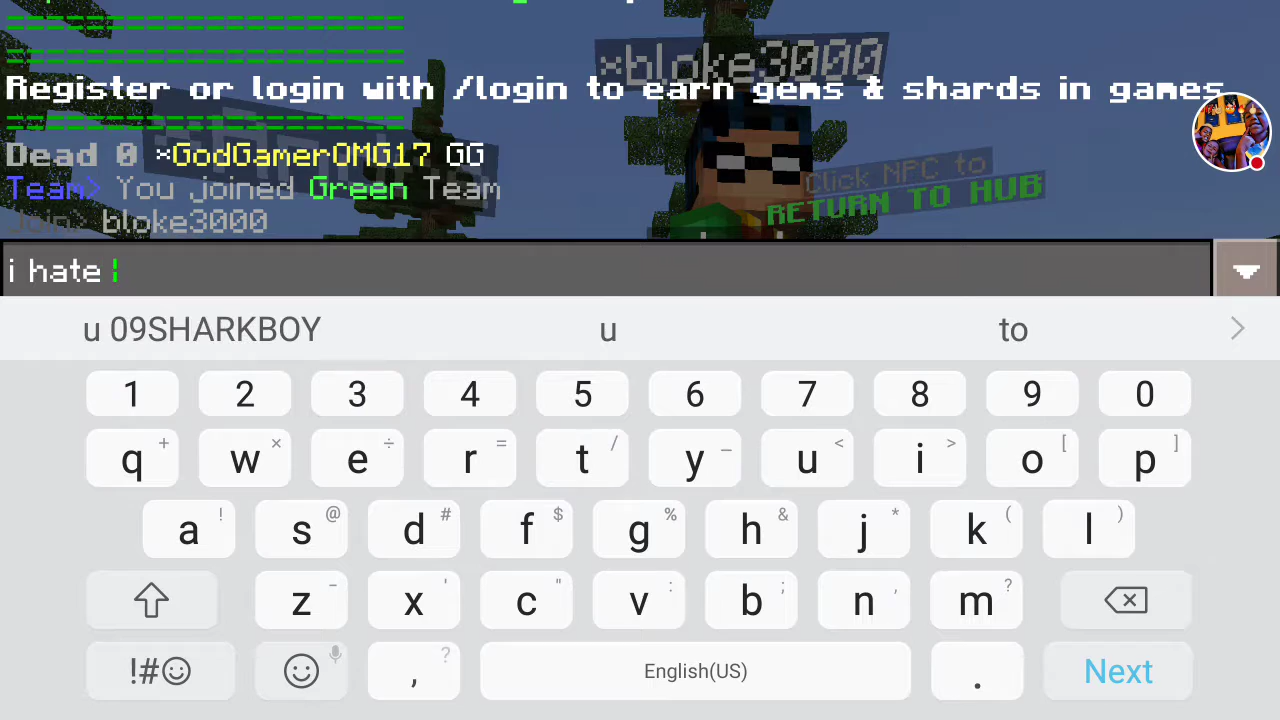 ====================
====================
Register or login with /login to earn gems & shards in games
====================
×bloke3000
Dead 0 ×GodGamerOMG17 GG
Team> You joined Green Team
Join> bloke3000
Click NPC to
RETURN TO HUB
i hate
u 09SHARKBOY u to
1 2 3 4 5 6 7 8 9 0
q + w × e ÷ r = t / y _ u < i > o [ p ]
a ! s @ d # f $ g % h & j * k ( l )
z - x ' c " v : b ; n , m ?
!#☺ , ? English(US) . Next